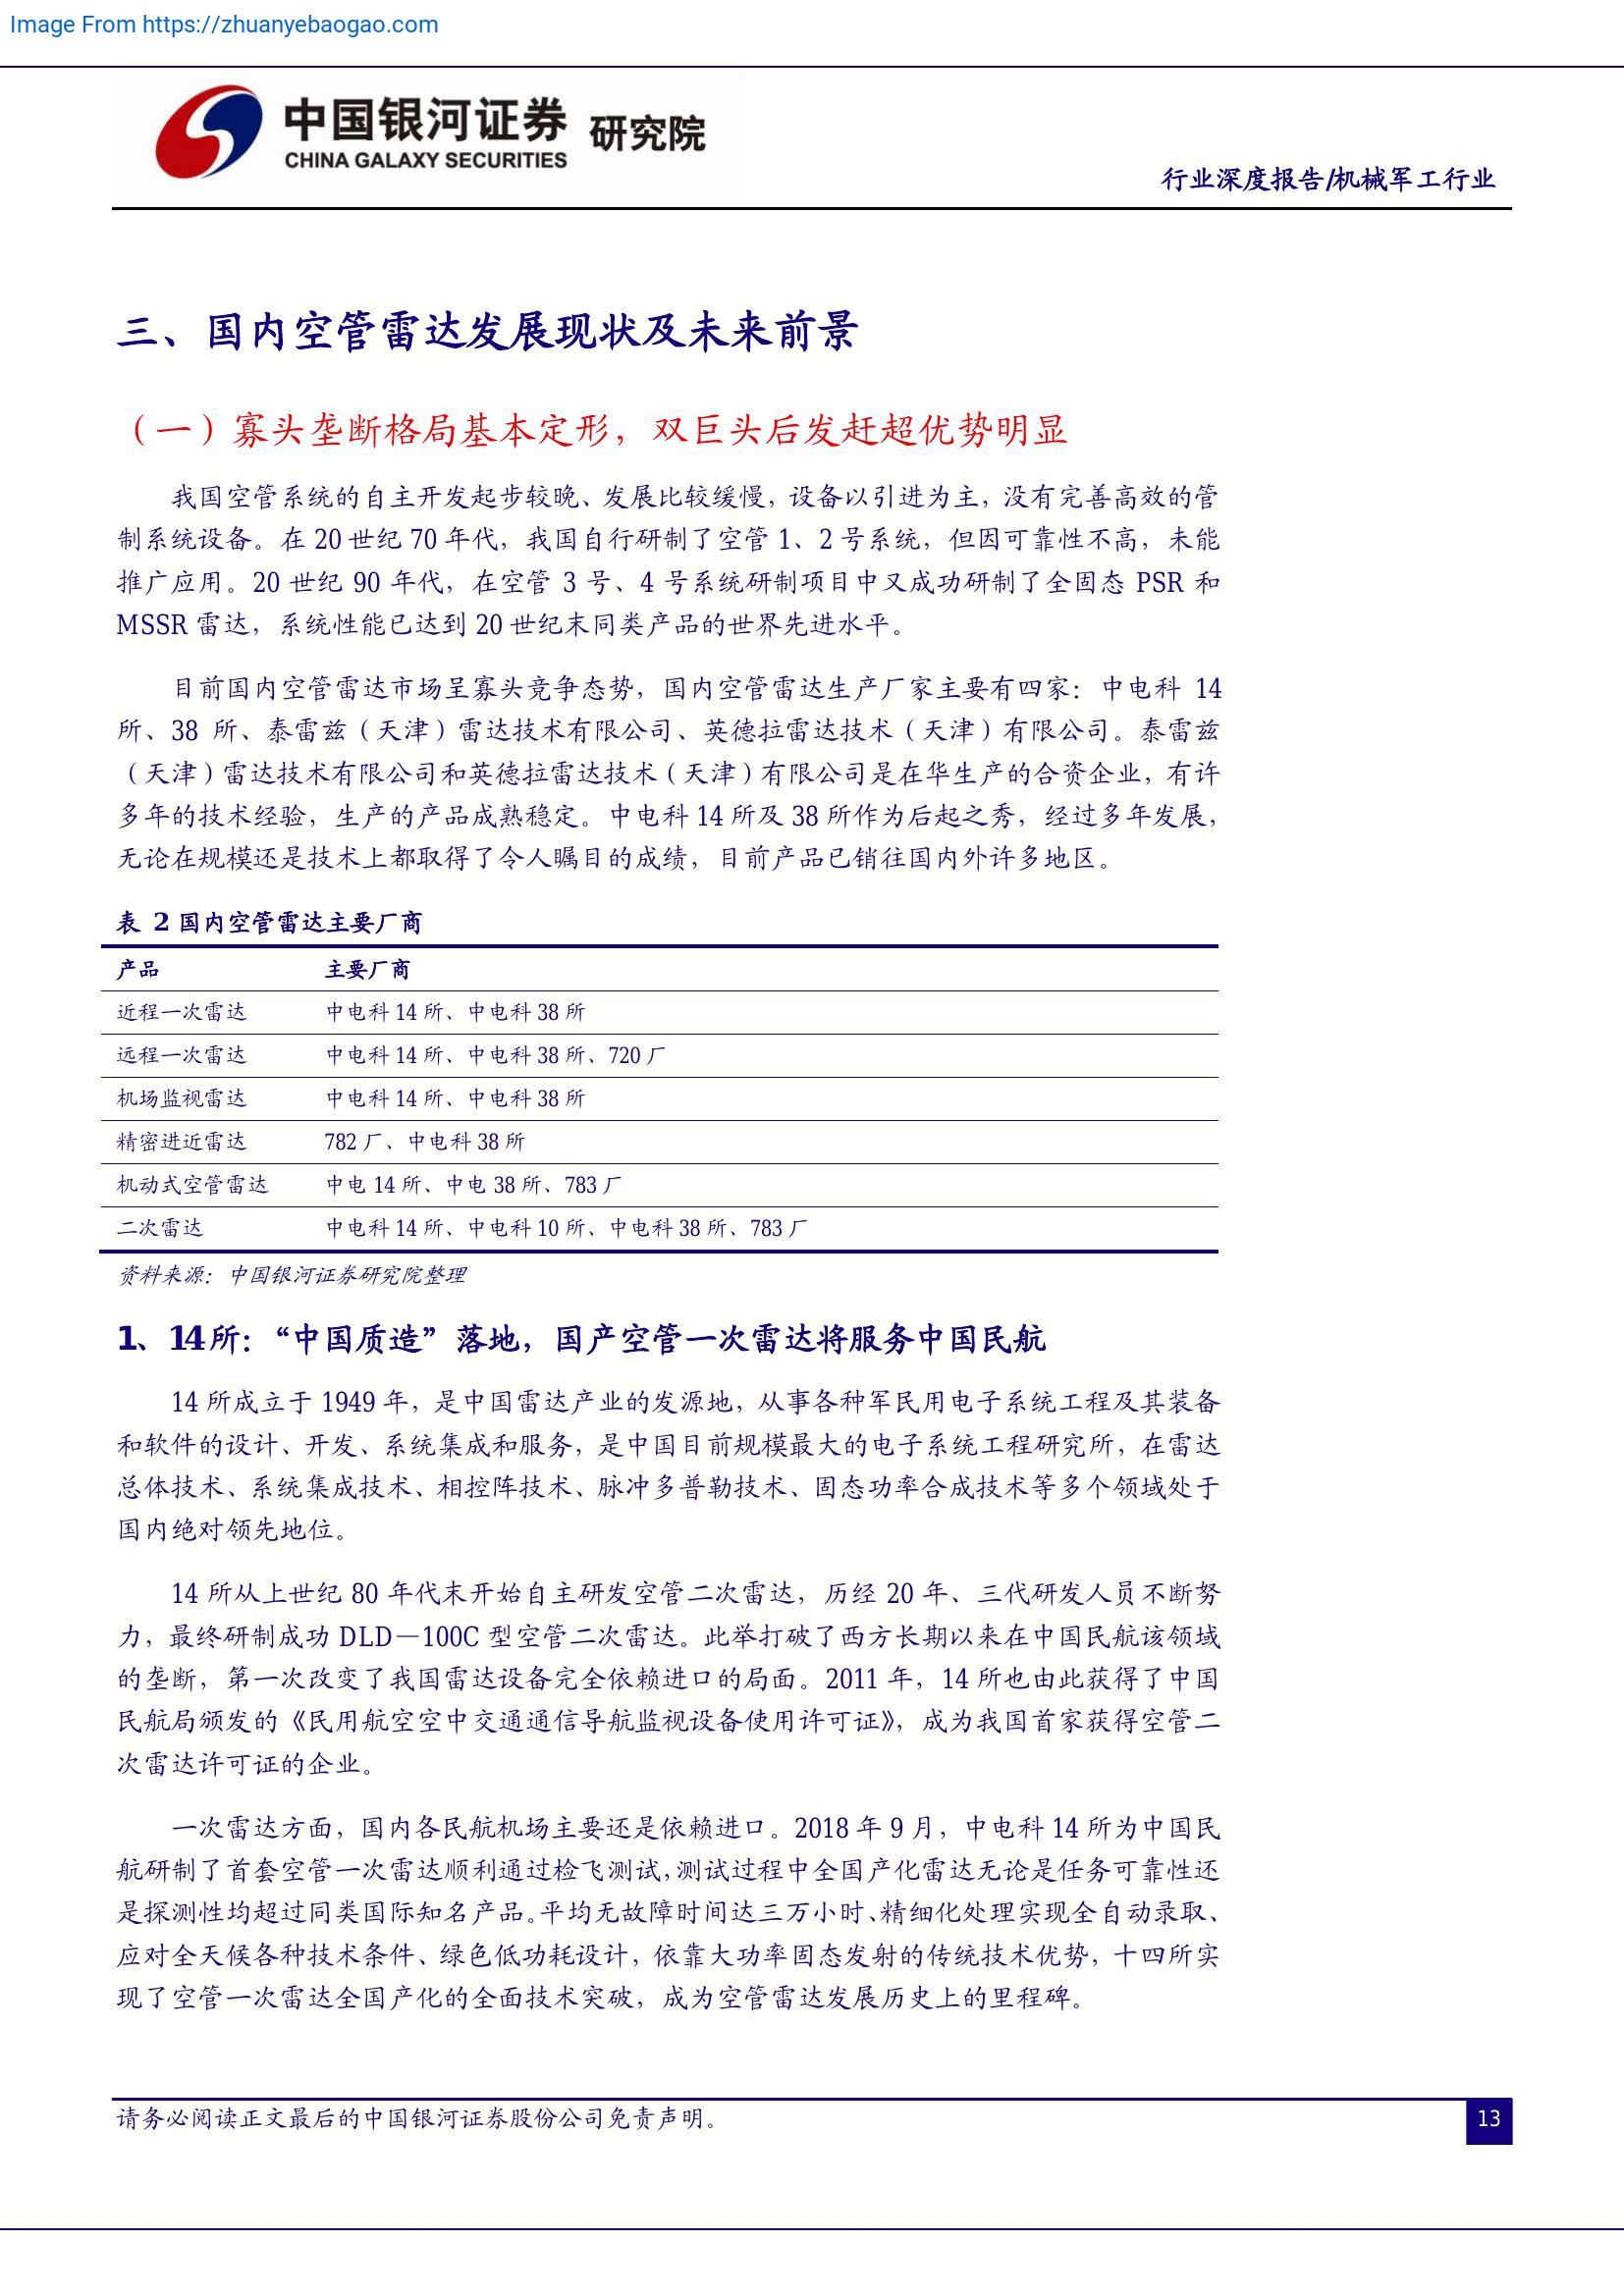 Image From https://zhuanyebaogao.com
中国银河证券 研究院
CHINA GALAXY SECURITIES
行业深度报告/机械军工行业
三、国内空管雷达发展现状及未来前景
（一）寡头垄断格局基本定形，双巨头后发赶超优势明显
我国空管系统的自主开发起步较晚、发展比较缓慢，设备以引进为主，没有完善高效的管
制系统设备。在 20 世纪 70 年代，我国自行研制了空管 1、2 号系统，但因可靠性不高，未能
推广应用。20 世纪 90 年代，在空管 3 号、4 号系统研制项目中又成功研制了全固态 PSR 和
MSSR 雷达，系统性能已达到 20 世纪末同类产品的世界先进水平。
目前国内空管雷达市场呈寡头竞争态势，国内空管雷达生产厂家主要有四家：中电科 14
所、38 所、泰雷兹（天津）雷达技术有限公司、英德拉雷达技术（天津）有限公司。泰雷兹
（天津）雷达技术有限公司和英德拉雷达技术（天津）有限公司是在华生产的合资企业，有许
多年的技术经验，生产的产品成熟稳定。中电科 14 所及 38 所作为后起之秀，经过多年发展，
无论在规模还是技术上都取得了令人瞩目的成绩，目前产品已销往国内外许多地区。
表 2 国内空管雷达主要厂商
产品 主要厂商
近程一次雷达 中电科 14 所、中电科 38 所
远程一次雷达 中电科 14 所、中电科 38 所、720 厂
机场监视雷达 中电科 14 所、中电科 38 所
精密进近雷达 782 厂、中电科 38 所
机动式空管雷达 中电 14 所、中电 38 所、783 厂
二次雷达 中电科 14 所、中电科 10 所、中电科 38 所、783 厂
资料来源：中国银河证券研究院整理
1、14 所：“中国质造”落地，国产空管一次雷达将服务中国民航
14 所成立于 1949 年，是中国雷达产业的发源地，从事各种军民用电子系统工程及其装备
和软件的设计、开发、系统集成和服务，是中国目前规模最大的电子系统工程研究所，在雷达
总体技术、系统集成技术、相控阵技术、脉冲多普勒技术、固态功率合成技术等多个领域处于
国内绝对领先地位。
14 所从上世纪 80 年代末开始自主研发空管二次雷达，历经 20 年、三代研发人员不断努
力，最终研制成功 DLD—100C 型空管二次雷达。此举打破了西方长期以来在中国民航该领域
的垄断，第一次改变了我国雷达设备完全依赖进口的局面。2011 年，14 所也由此获得了中国
民航局颁发的《民用航空空中交通通信导航监视设备使用许可证》，成为我国首家获得空管二
次雷达许可证的企业。
一次雷达方面，国内各民航机场主要还是依赖进口。2018 年 9 月，中电科 14 所为中国民
航研制了首套空管一次雷达顺利通过检飞测试，测试过程中全国产化雷达无论是任务可靠性还
是探测性均超过同类国际知名产品。平均无故障时间达三万小时、精细化处理实现全自动录取、
应对全天候各种技术条件、绿色低功耗设计，依靠大功率固态发射的传统技术优势，十四所实
现了空管一次雷达全国产化的全面技术突破，成为空管雷达发展历史上的里程碑。
请务必阅读正文最后的中国银河证券股份公司免责声明。
13